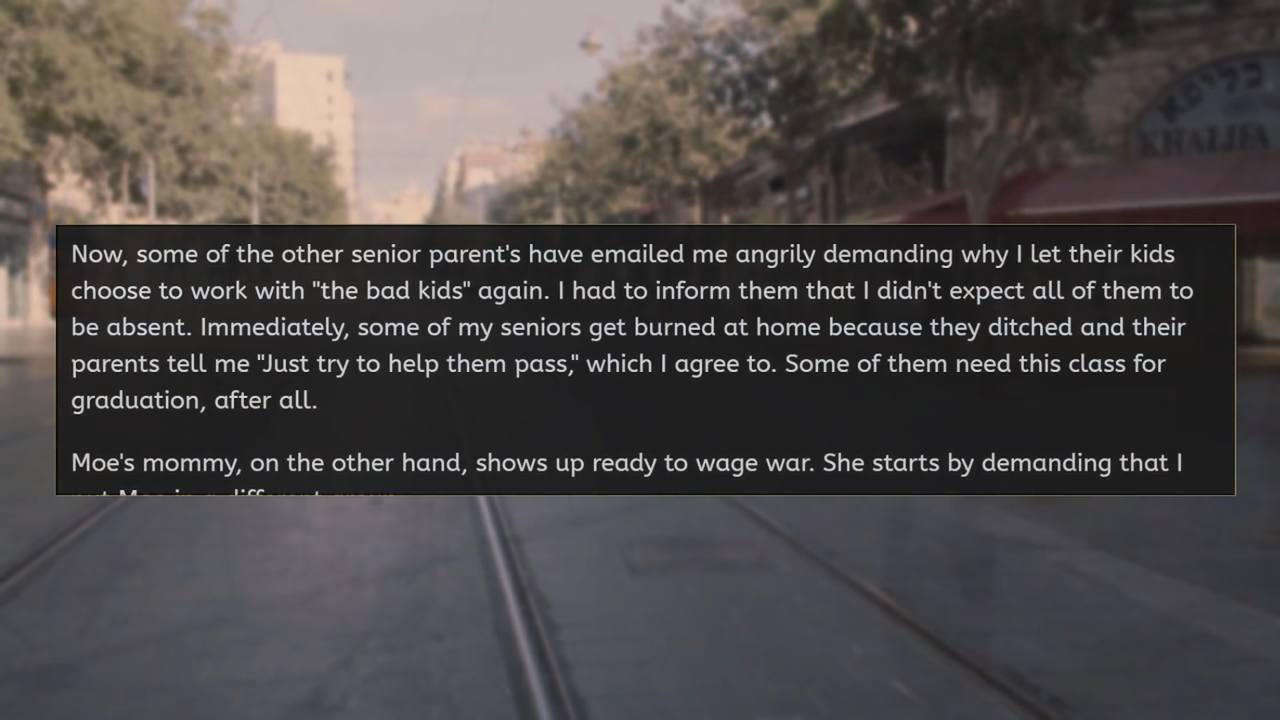 Now, some of the other senior parent's have emailed me angrily demanding why I let their kids
choose to work with "the bad kids" again. I had to inform them that I didn't expect all of them to
be absent. Immediately, some of my seniors get burned at home because they ditched and their
parents tell me "Just try to help them pass," which I agree to. Some of them need this class for
graduation, after all.
Moe's mommy, on the other hand, shows up ready to wage war. She starts by demanding that I
KHALIFA